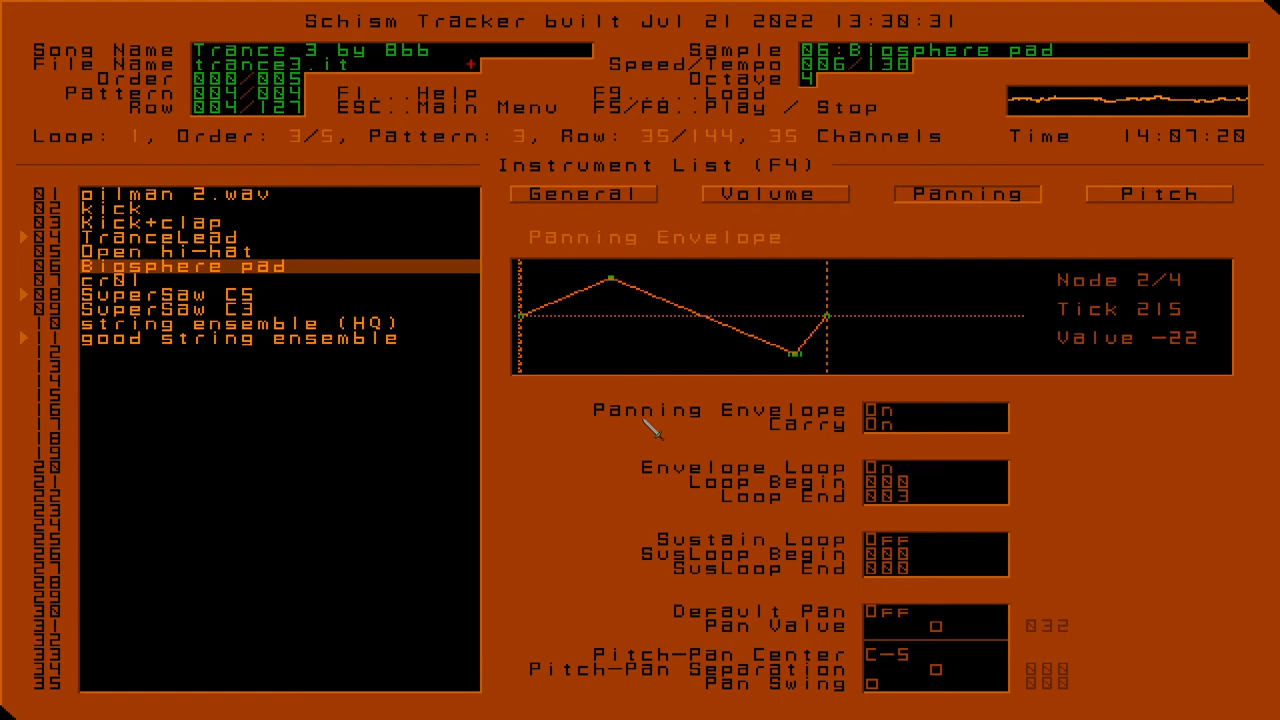 Schism Tracker built Jul 21 2022 13:30:31
Song Name Trance 3 by 866 Sample 06:Biosphere pad
File Name trance3.it + Speed/Tempo 006/138
Order 000/005 Octave 4
Pattern 004/004 F1...Help F9.....Load
Row 004/127 ESC..Main Menu F5/F8..Play / Stop
Loop: 1, Order: 3/5, Pattern: 3, Row: 35/144, 35 Channels Time 14:07:20
Instrument List (F4)
01 oilman 2.wav General Volume Panning Pitch
02 kick
03 Kick+clap
04 TranceLead Panning Envelope
05 Open hi-hat
06 Biosphere pad
07 cr01 Node 2/4
08 SuperSaw C5
09 SuperSaw C3 Tick 215
10 string ensemble (HQ)
11 good string ensemble Value -22
12
13
14
15
16 Panning Envelope On
17 Carry On
18
19
20 Envelope Loop On
21 Loop Begin 000
22 Loop End 003
23
24
25 Sustain Loop Off
26 SusLoop Begin 000
27 SusLoop End 000
28
29
30 Default Pan Off
31 Pan Value 032
32
33 Pitch-Pan Center C-5
34 Pitch-Pan Separation 000
35 Pan Swing 000